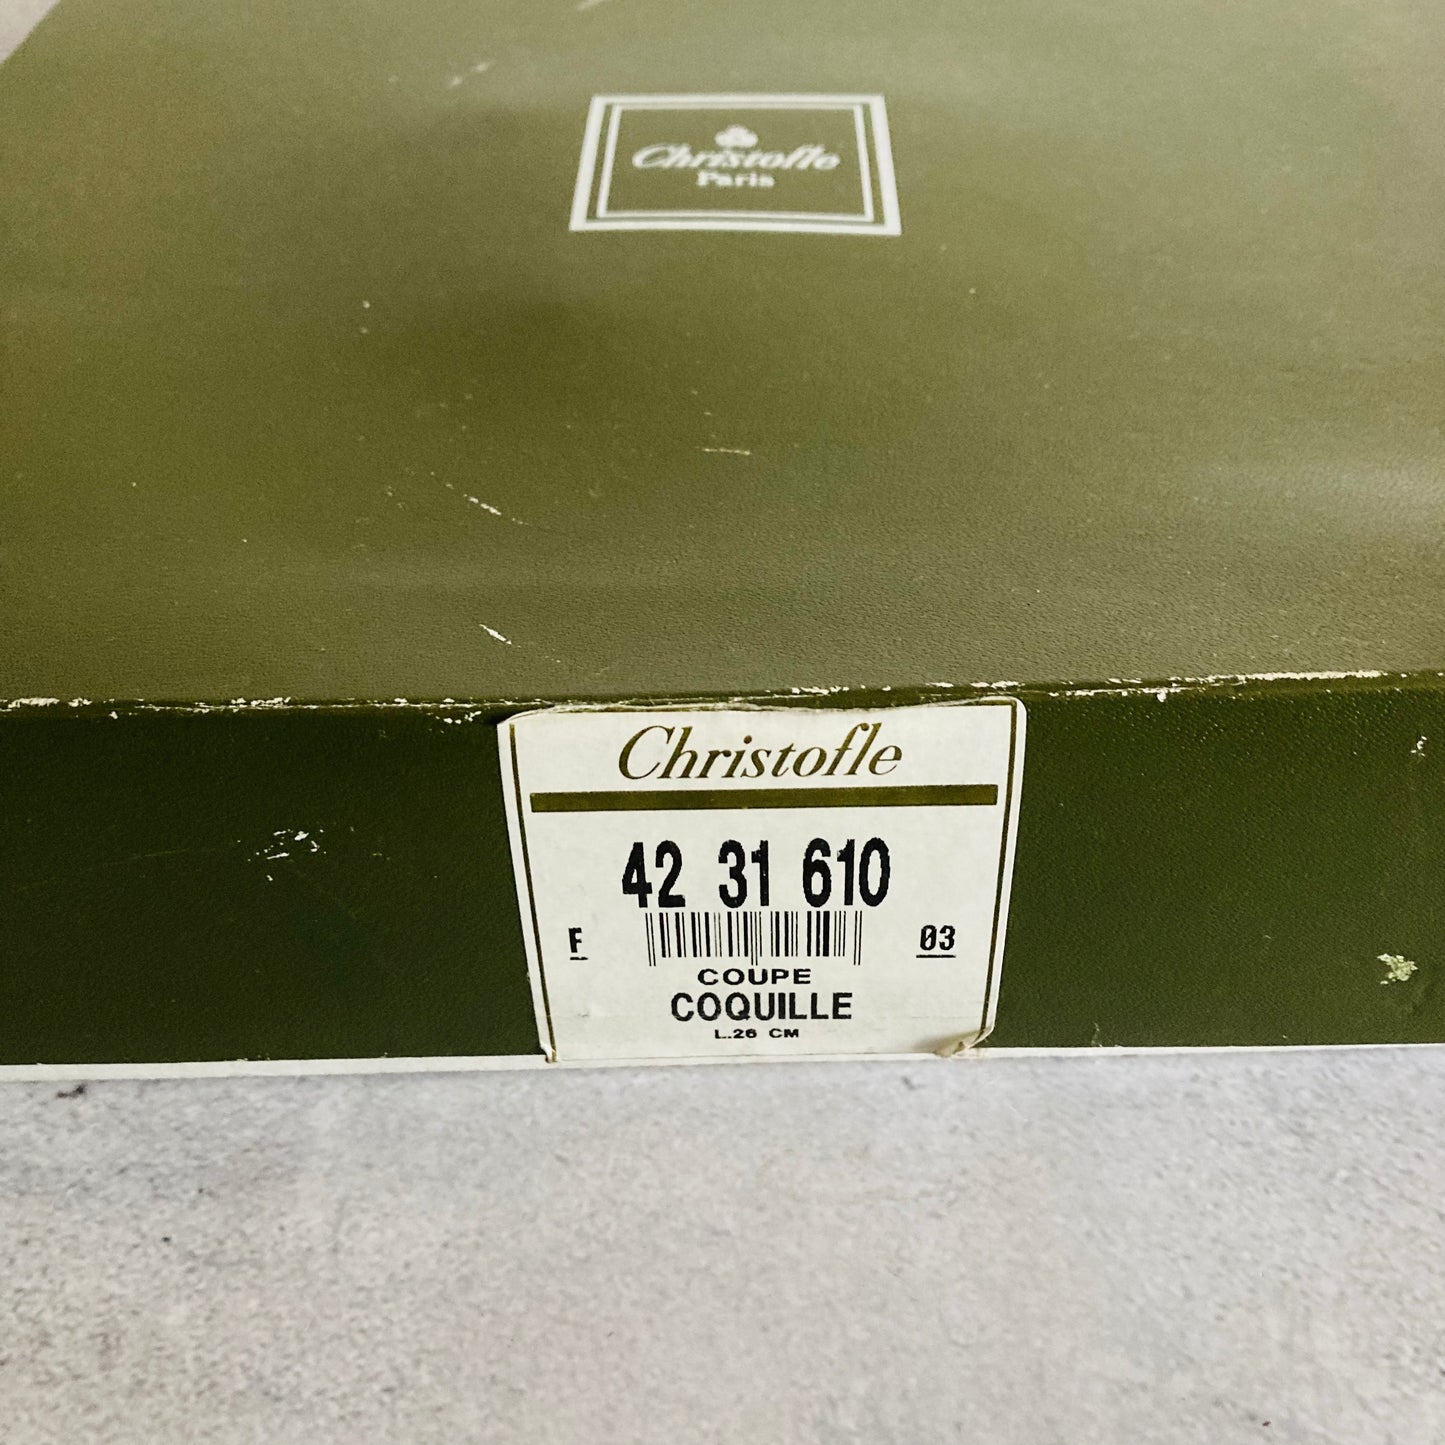 Christofle
Paris
Christofle
42 31 610
F
03
COUPE
COQUILLE
L.26 CM